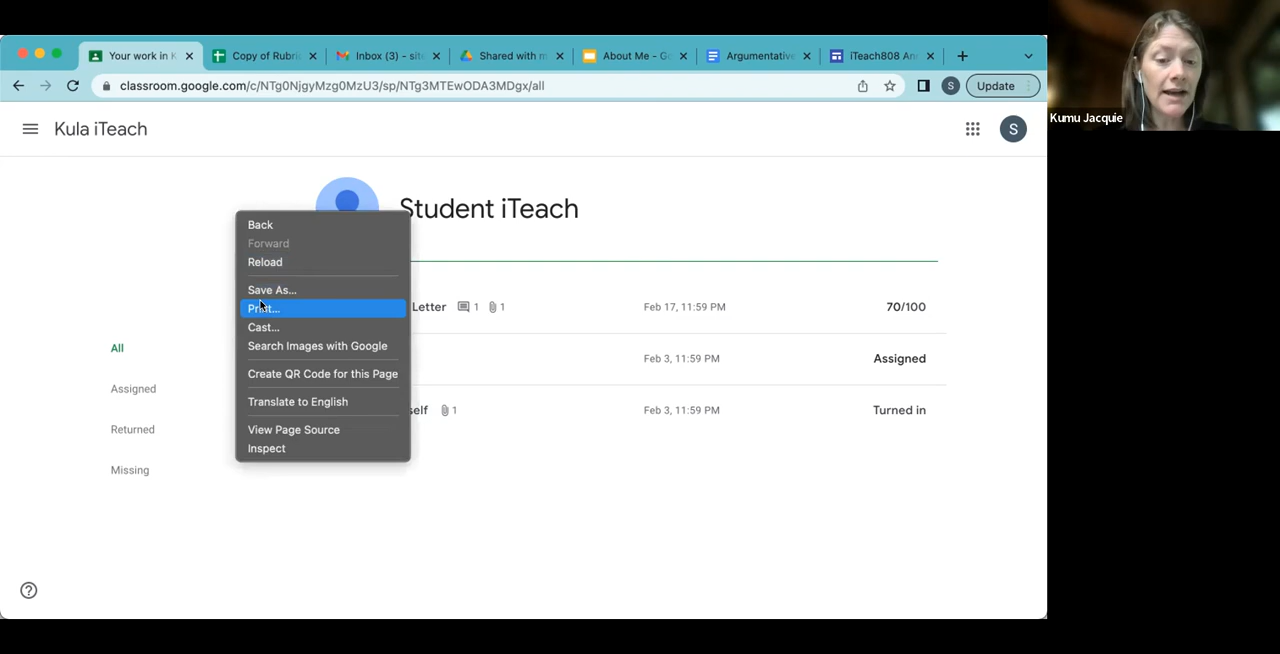 Your work in K
Copy of Rubri
Inbox (3) - site
Shared with m
About Me - Go
Argumentative
iTeach808 An
classroom.google.com/c/NTg0NjgyMzg0MzU3/sp/NTg3MTEwODA3MDgx/all
S
Update
Kula iTeach
S
Kumu Jacquie
Student iTeach
Back
Forward
Reload
Save As...
Print...
Cast...
Search Images with Google
Create QR Code for this Page
Translate to English
View Page Source
Inspect
Letter 1 1 Feb 17, 11:59 PM 70/100
Feb 3, 11:59 PM Assigned
self 1 Feb 3, 11:59 PM Turned in
All
Assigned
Returned
Missing